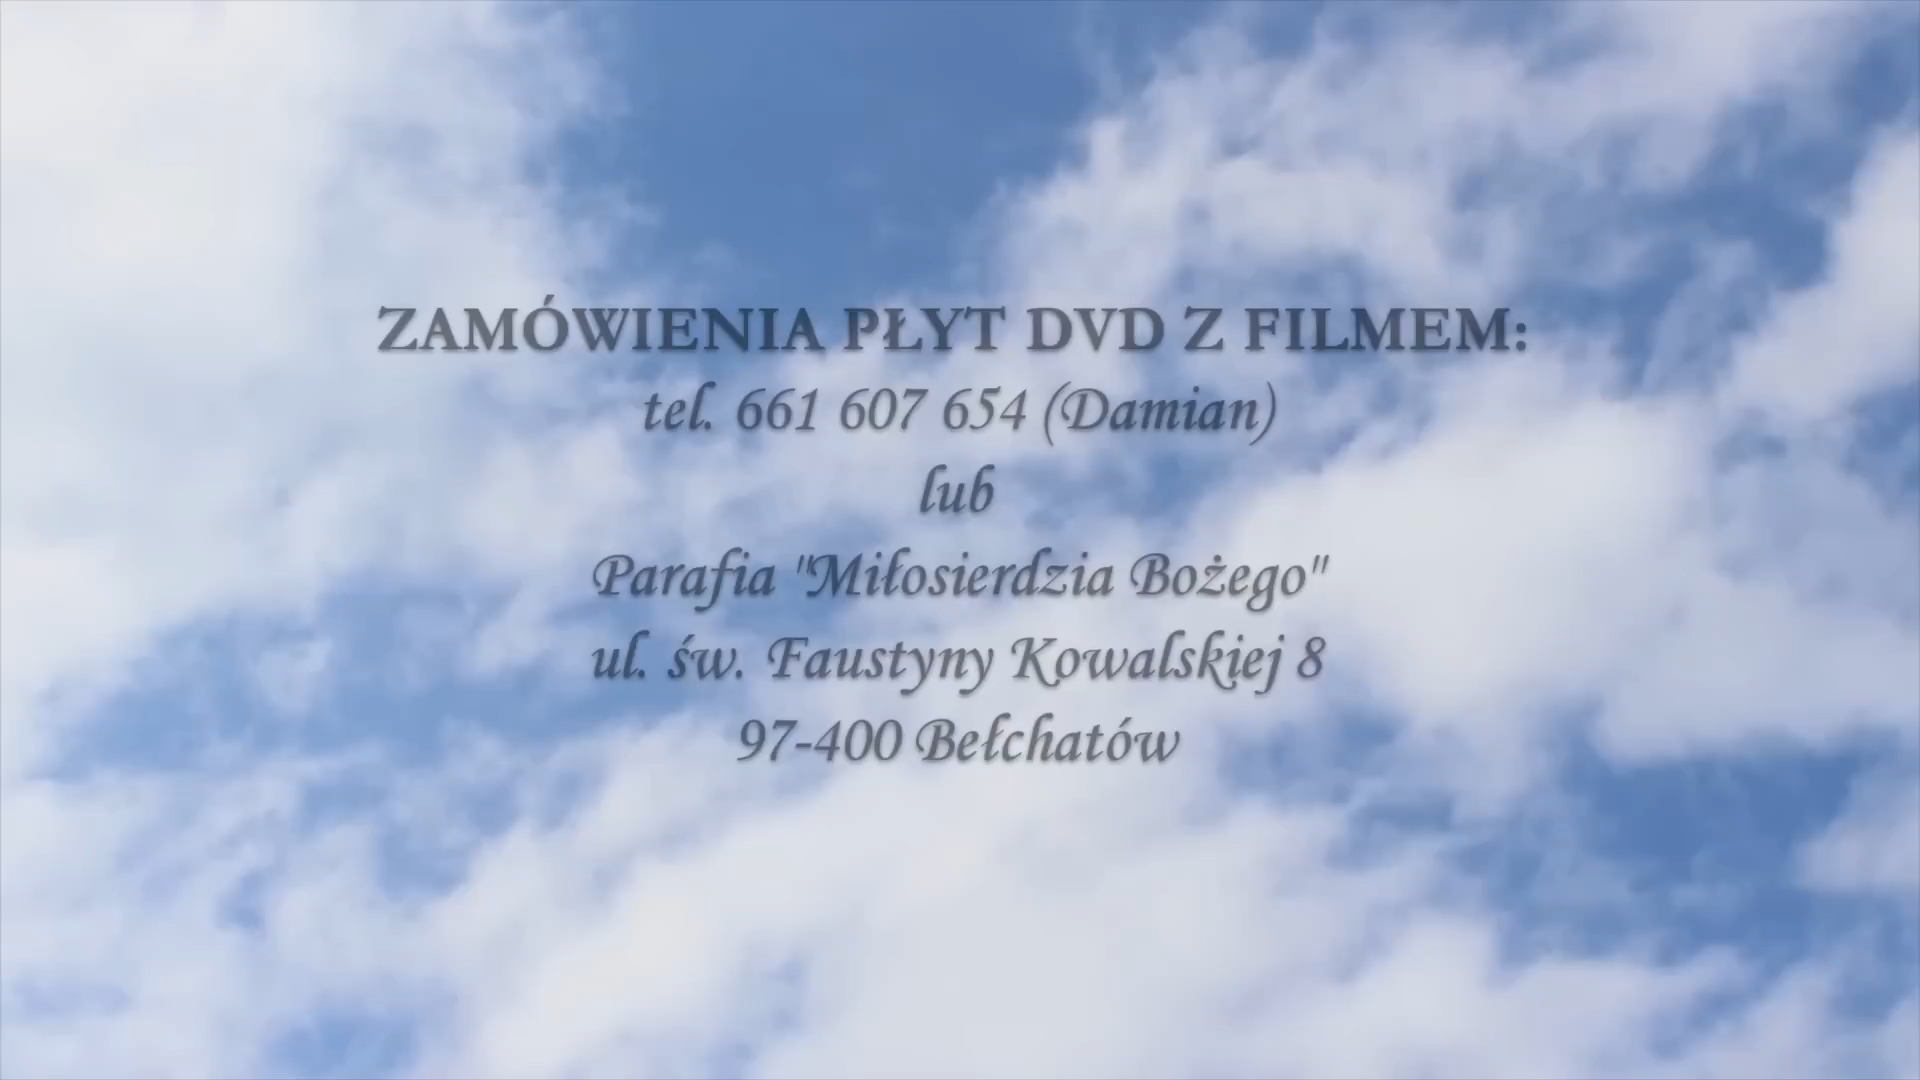 ZAMÓWIENIA PŁYT DVD Z FILMEM:
tel. 661 607 654 (Damian)
lub
Parafia "Miłosierdzia Bożego"
ul. św. Faustyny Kowalskiej 8
97-400 Bełchatów